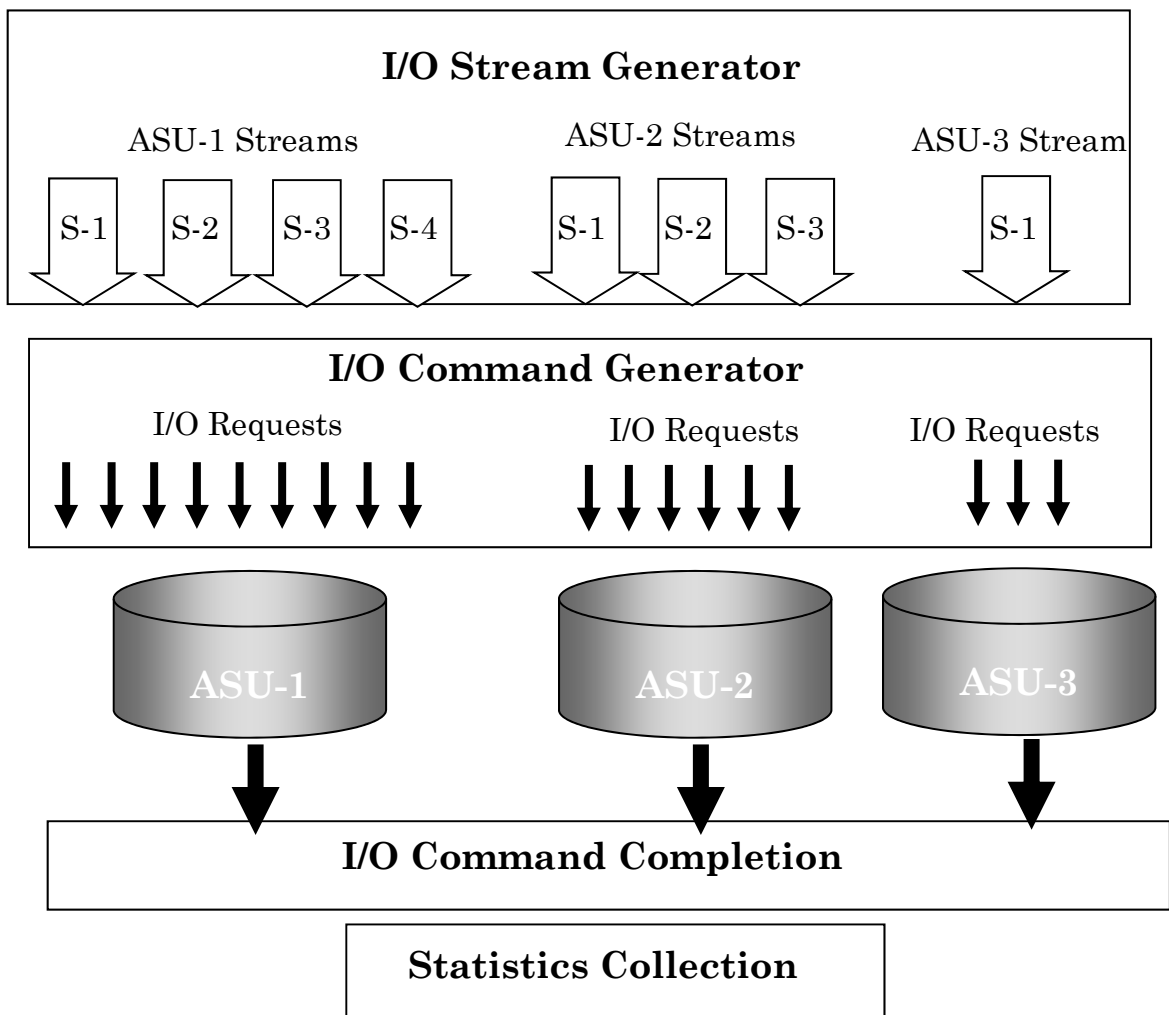 I/O Stream Generator
ASU-1 Streams
ASU-2 Streams
ASU-3 Stream
S-1
S-2
S-3
S-4
S-1
S-2
S-3
S-1
I/O Command Generator
I/O Requests
I/O Requests
I/O Requests
ASU-1
ASU-2
ASU-3
I/O Command Completion
Statistics Collection